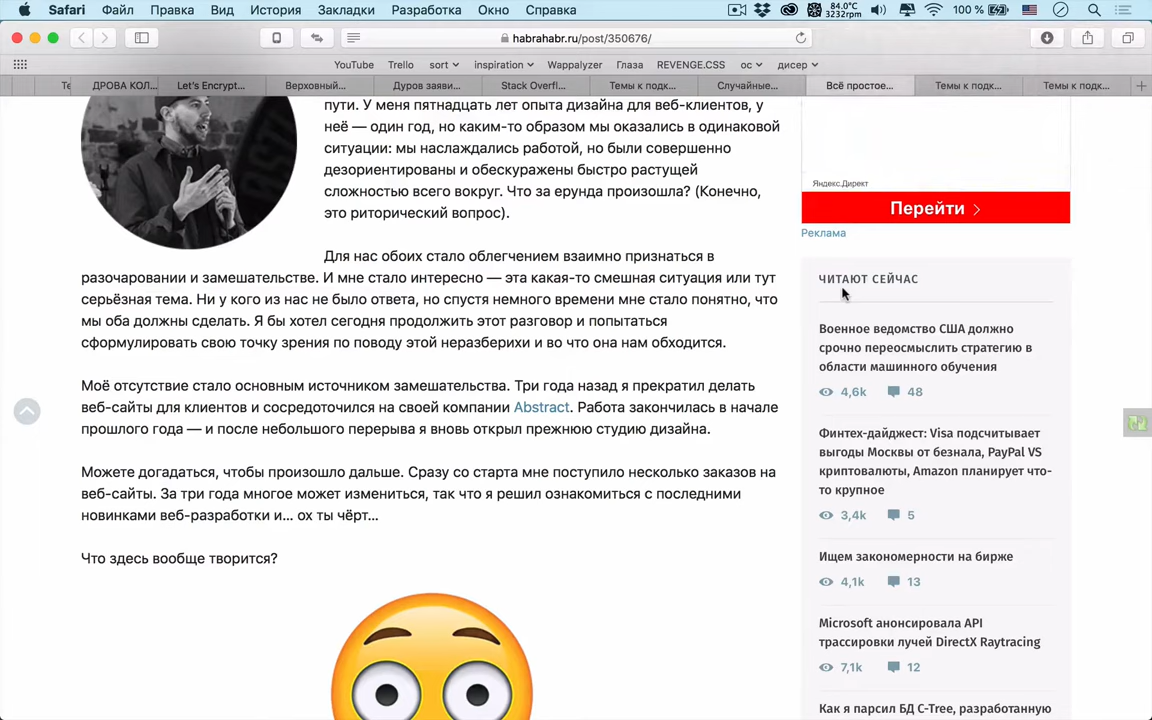 Safari Файл Правка Вид История Закладки Разработка Окно Справка
84.0°C
3232rpm
100 %
habrahabr.ru/post/350676/
YouTube Trello sort inspiration Wappalyzer Глаза REVENGE.CSS ос дисер
Те ДРОВА КОЛ... Let's Encrypt... Верховный... Дуров заяви... Stack Overfl... Темы к подк... Случайные... Всё простое... Темы к подк... Темы к подк...
пути. У меня пятнадцать лет опыта дизайна для веб-клиентов, у
неё — один год, но каким-то образом мы оказались в одинаковой
ситуации: мы наслаждались работой, но были совершенно
дезориентированы и обескуражены быстро растущей
сложностью всего вокруг. Что за ерунда произошла? (Конечно,
это риторический вопрос).
Для нас обоих стало облегчением взаимно признаться в
разочаровании и замешательстве. И мне стало интересно — эта какая-то смешная ситуация или тут
серьёзная тема. Ни у кого из нас не было ответа, но спустя немного времени мне стало понятно, что
мы оба должны сделать. Я бы хотел сегодня продолжить этот разговор и попытаться
сформулировать свою точку зрения по поводу этой неразберихи и во что она нам обходится.
Моё отсутствие стало основным источником замешательства. Три года назад я прекратил делать
веб-сайты для клиентов и сосредоточился на своей компании Abstract. Работа закончилась в начале
прошлого года — и после небольшого перерыва я вновь открыл прежнюю студию дизайна.
Можете догадаться, чтобы произошло дальше. Сразу со старта мне поступило несколько заказов на
веб-сайты. За три года многое может измениться, так что я решил ознакомиться с последними
новинками веб-разработки и... ох ты чёрт...
Что здесь вообще творится?
Яндекс.Директ
Перейти
Реклама
ЧИТАЮТ СЕЙЧАС
Военное ведомство США должно
срочно переосмыслить стратегию в
области машинного обучения
4,6k 48
Финтех-дайджест: Visa подсчитывает
выгоды Москвы от безнала, PayPal VS
криптовалюты, Amazon планирует что-
то крупное
3,4k 5
Ищем закономерности на бирже
4,1k 13
Microsoft анонсировала API
трассировки лучей DirectX Raytracing
7,1k 12
Как я парсил БД C-Tree, разработанную